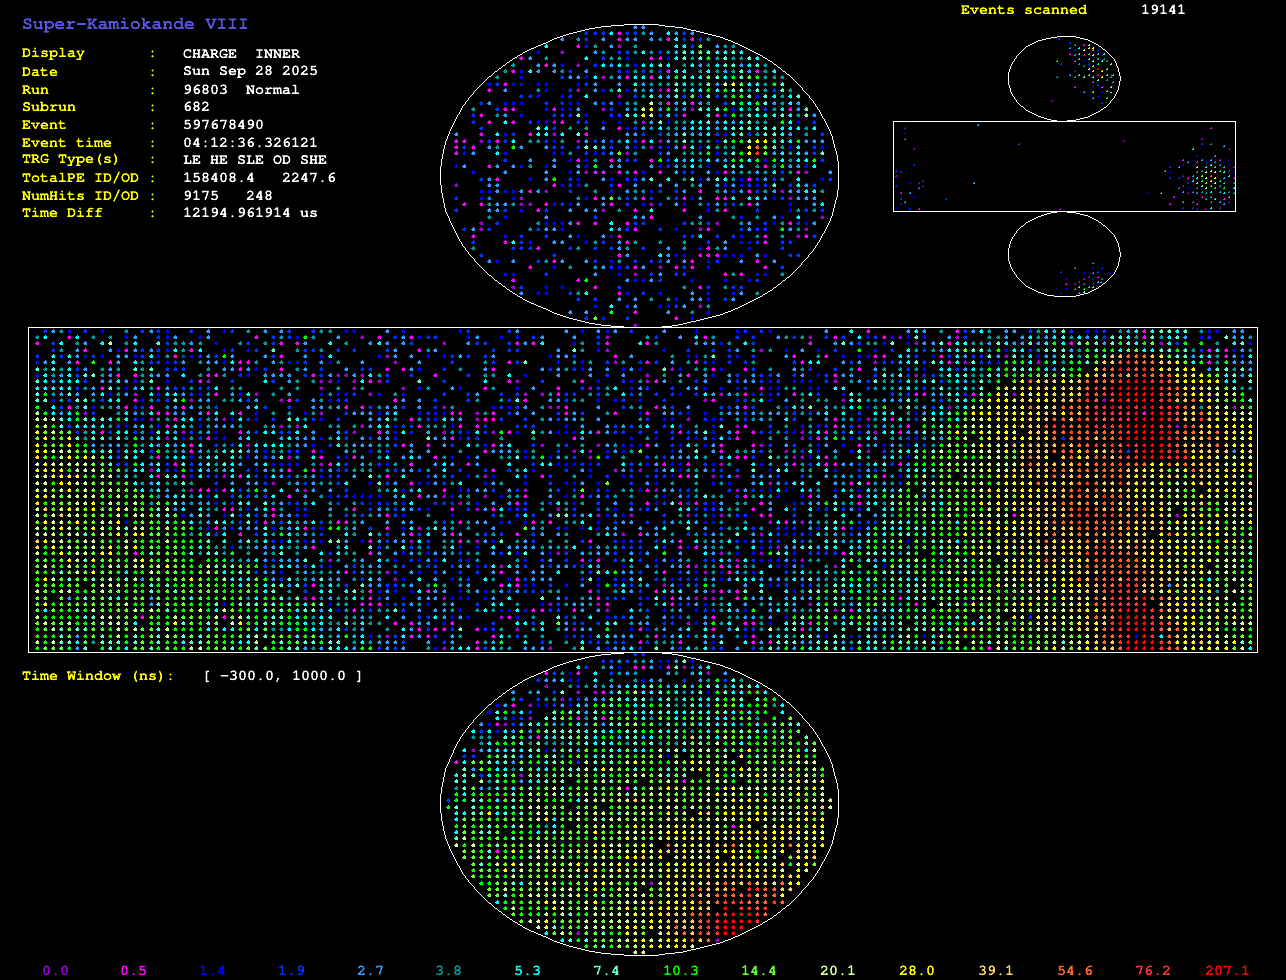 Super-Kamiokande VIII
Events scanned 19141
Display : CHARGE INNER
Date : Sun Sep 28 2025
Run : 96803 Normal
Subrun : 682
Event : 597678490
Event time : 04:12:36.326121
TRG Type(s) : LE HE SLE OD SHE
TotalPE ID/OD : 158408.4 2247.6
NumHits ID/OD : 9175 248
Time Diff : 12194.961914 us
Time Window (ns): [ -300.0, 1000.0 ]
0.0 0.5 1.4 1.9 2.7 3.8 5.3 7.4 10.3 14.4 20.1 28.0 39.1 54.6 76.2 207.1